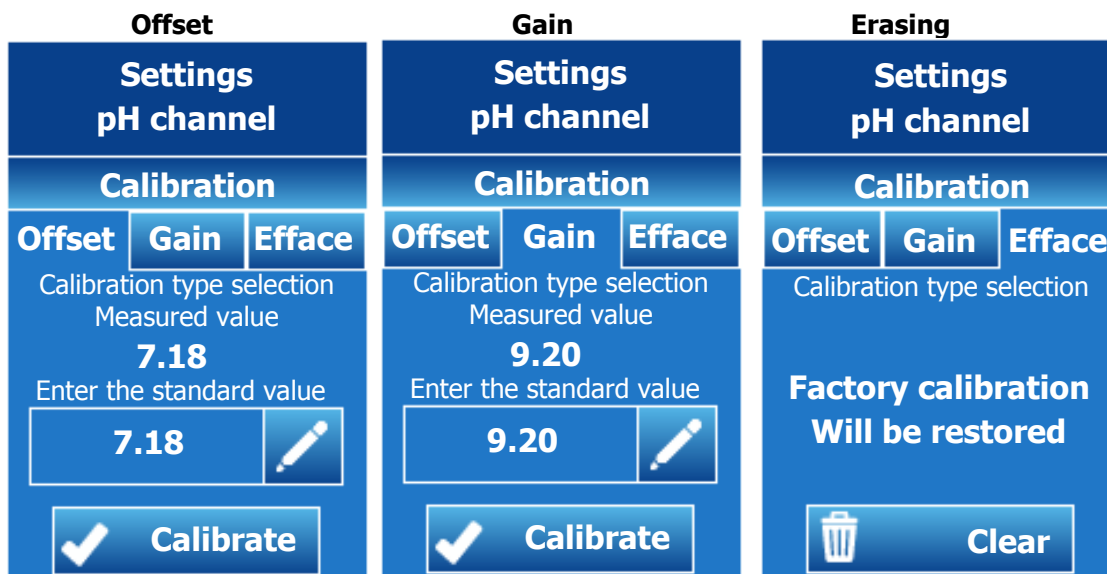 Offset
Settings
pH channel
Calibration
Offset Gain Efface
Calibration type selection
Measured value
7.18
Enter the standard value
7.18
Calibrate
Gain
Settings
pH channel
Calibration
Offset Gain Efface
Calibration type selection
Measured value
9.20
Enter the standard value
9.20
Calibrate
Erasing
Settings
pH channel
Calibration
Offset Gain Efface
Calibration type selection
Factory calibration
Will be restored
Clear